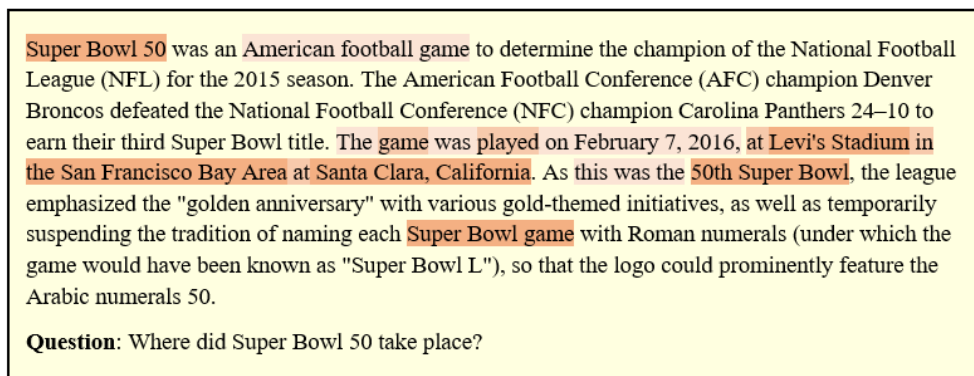 Super Bowl 50 was an American football game to determine the champion of the National Football
League (NFL) for the 2015 season. The American Football Conference (AFC) champion Denver
Broncos defeated the National Football Conference (NFC) champion Carolina Panthers 24–10 to
earn their third Super Bowl title. The game was played on February 7, 2016, at Levi's Stadium in
the San Francisco Bay Area at Santa Clara, California. As this was the 50th Super Bowl, the league
emphasized the "golden anniversary" with various gold-themed initiatives, as well as temporarily
suspending the tradition of naming each Super Bowl game with Roman numerals (under which the
game would have been known as "Super Bowl L"), so that the logo could prominently feature the
Arabic numerals 50.
Question: Where did Super Bowl 50 take place?